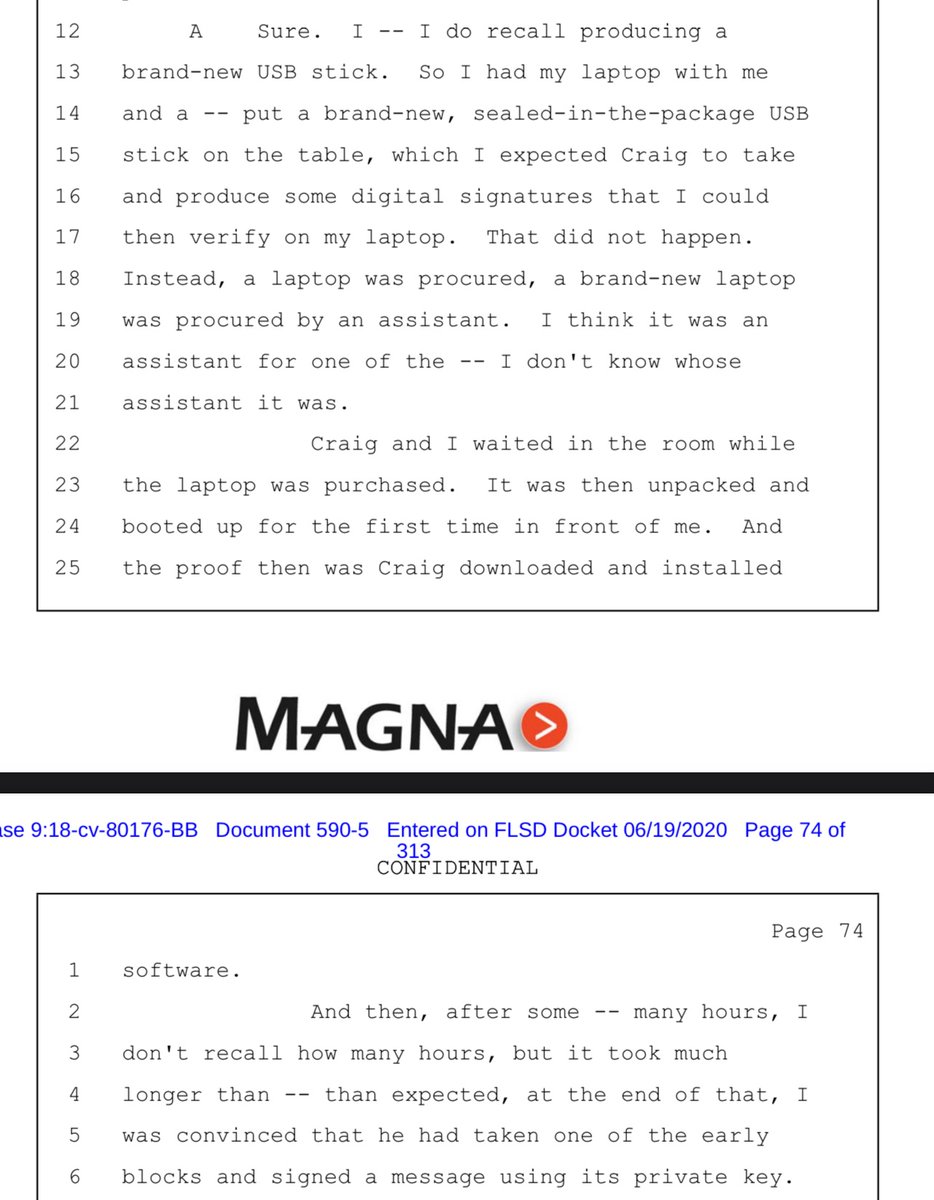 12 A Sure. I -- I do recall producing a
13 brand-new USB stick. So I had my laptop with me
14 and a -- put a brand-new, sealed-in-the-package USB
15 stick on the table, which I expected Craig to take
16 and produce some digital signatures that I could
17 then verify on my laptop. That did not happen.
18 Instead, a laptop was procured, a brand-new laptop
19 was procured by an assistant. I think it was an
20 assistant for one of the -- I don't know whose
21 assistant it was.
22 Craig and I waited in the room while
23 the laptop was purchased. It was then unpacked and
24 booted up for the first time in front of me. And
25 the proof then was Craig downloaded and installed
MAGNA
ase 9:18-cv-80176-BB Document 590-5 Entered on FLSD Docket 06/19/2020 Page 74 of
313
CONFIDENTIAL
Page 74
1 software.
2 And then, after some -- many hours, I
3 don't recall how many hours, but it took much
4 longer than -- than expected, at the end of that, I
5 was convinced that he had taken one of the early
6 blocks and signed a message using its private key.